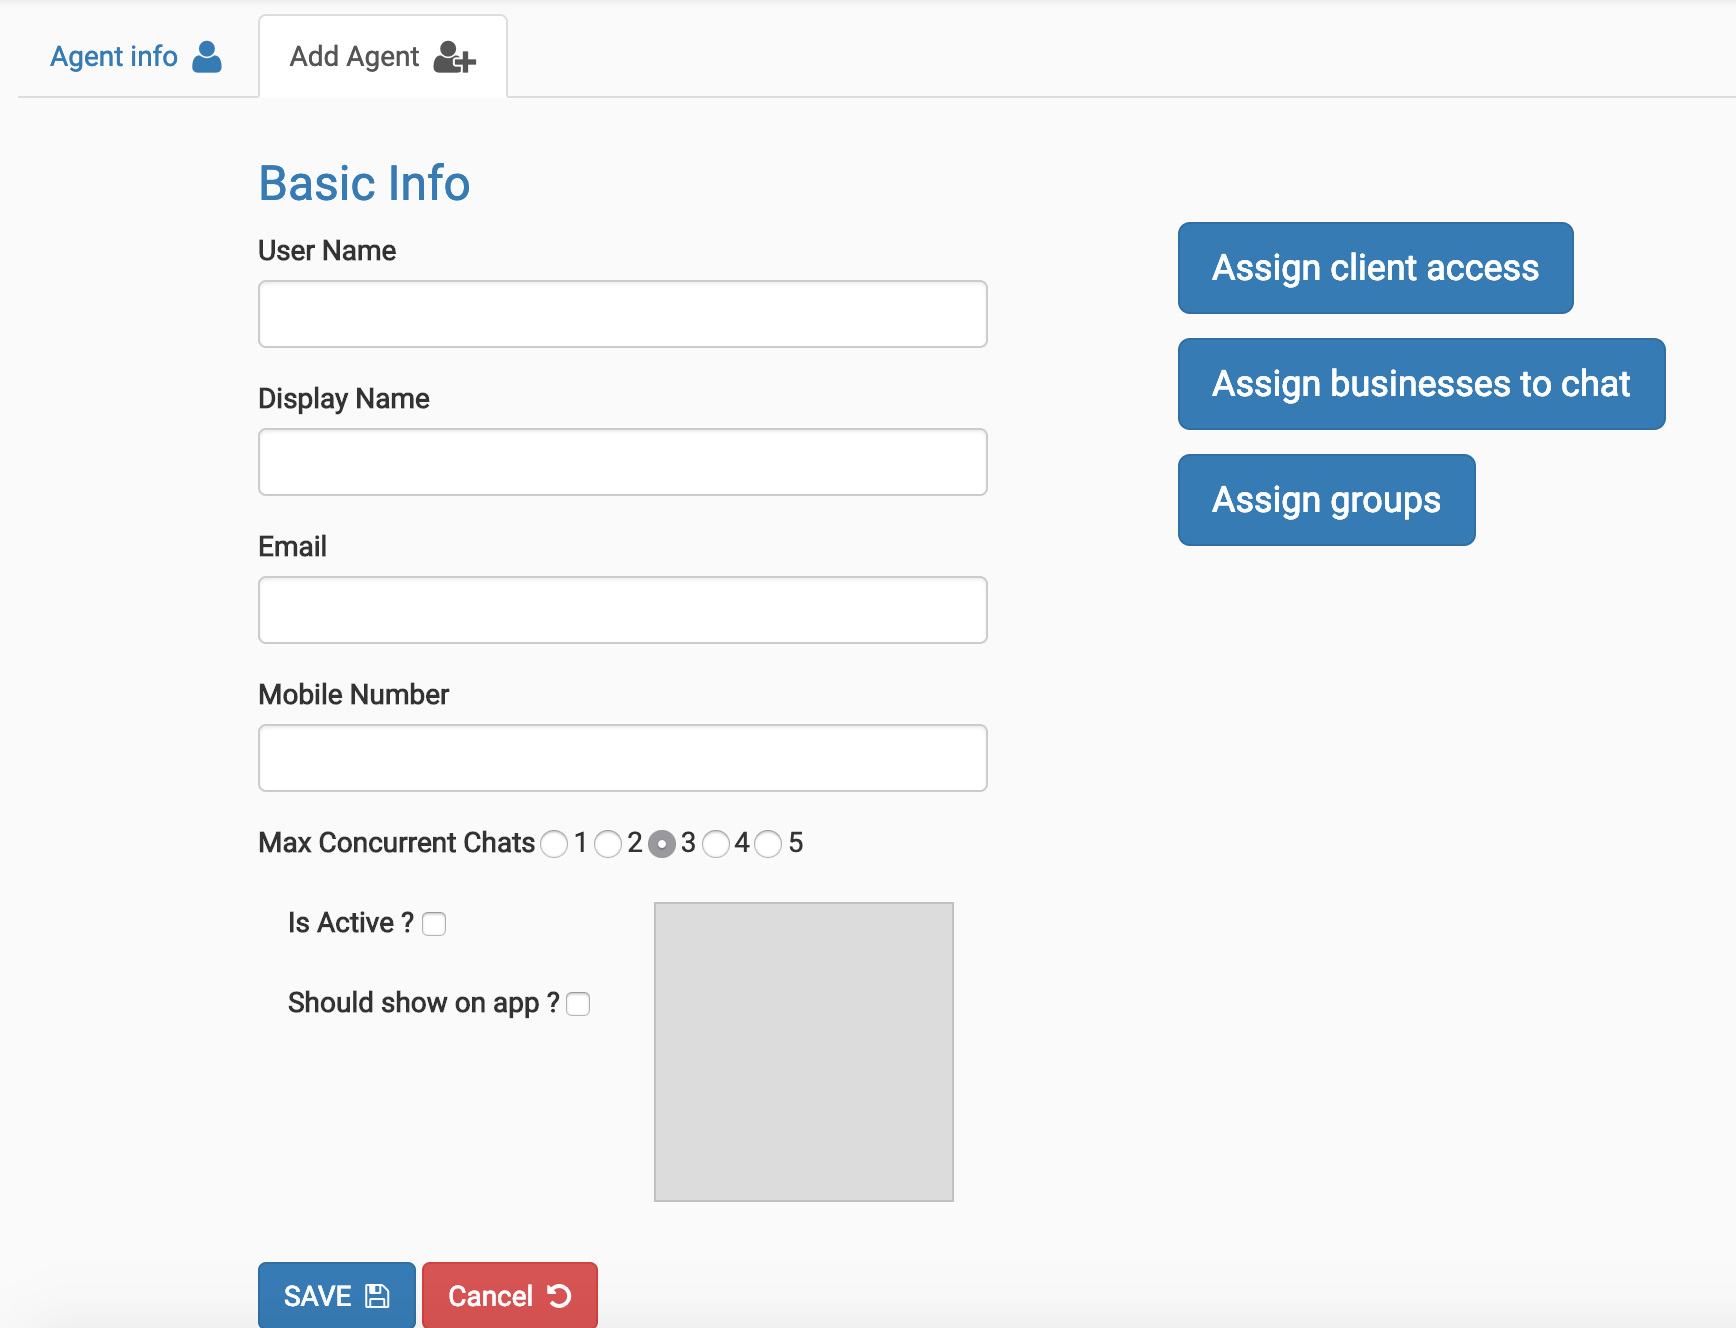 Agent info
Add Agent
Basic Info
User Name
Display Name
Email
Mobile Number
Max Concurrent Chats 1 2 3 4 5
Is Active ?
Should show on app ?
SAVE
Cancel
Assign client access
Assign businesses to chat
Assign groups